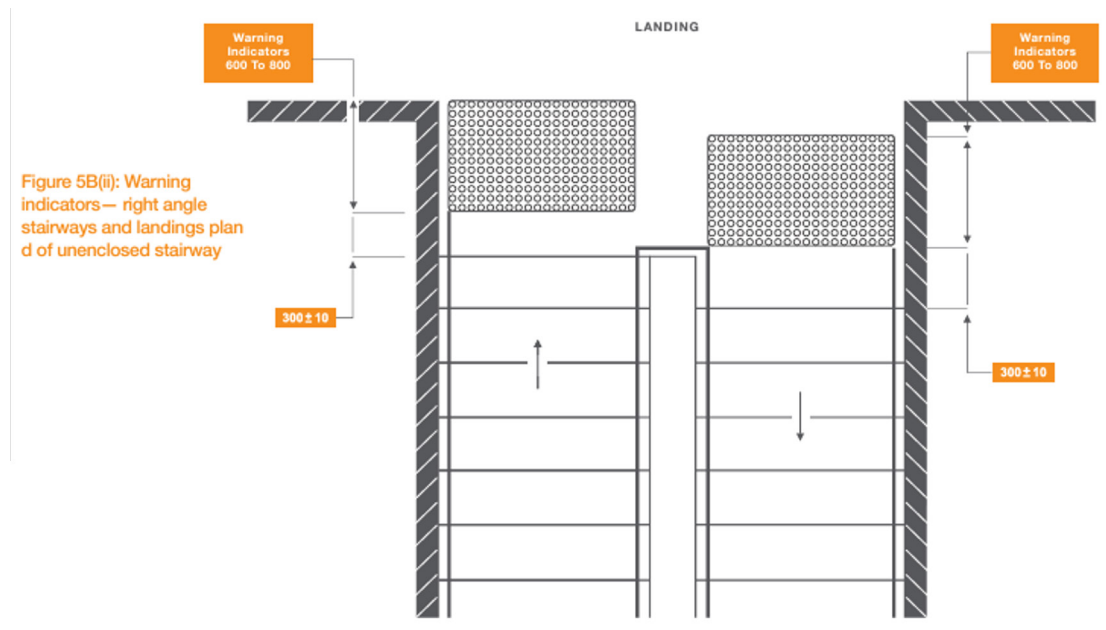 LANDING
Warning
Indicators
600 To 800
Warning
Indicators
600 To 800
Figure 5B(ii): Warning
indicators— right angle
stairways and landings plan
d of unenclosed stairway
300±10
300±10